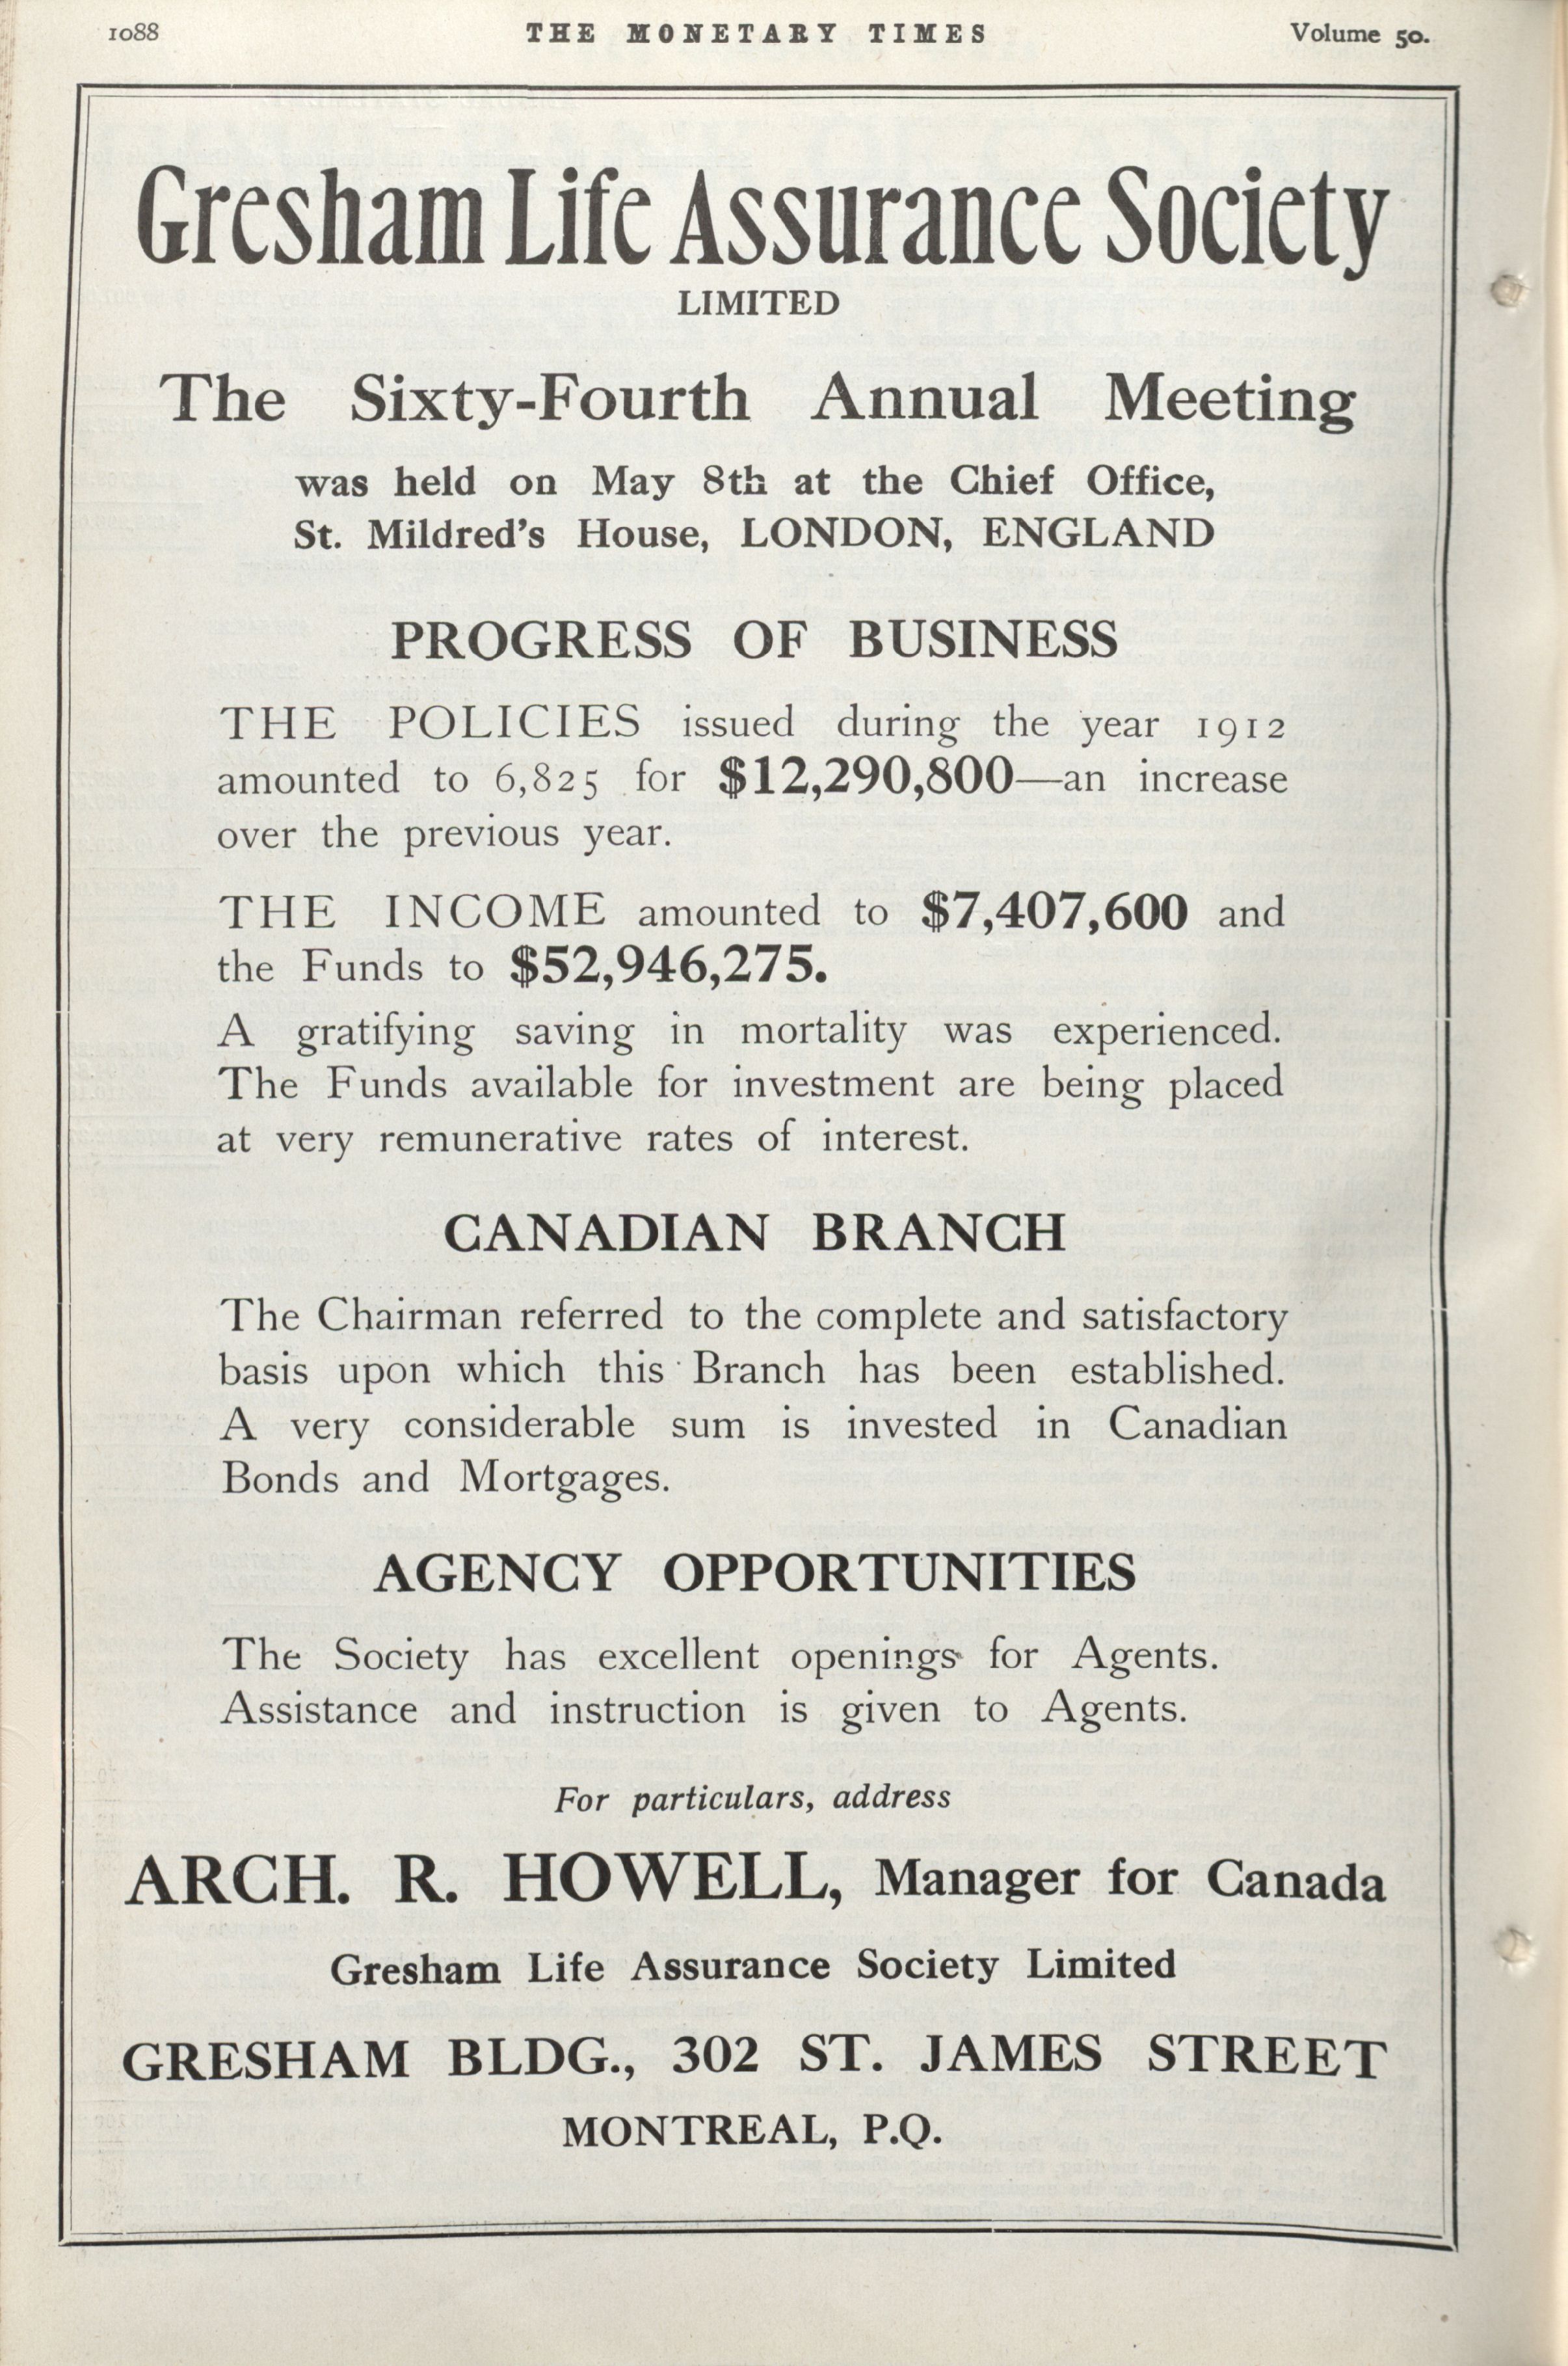 1088
THE MONETARY TIMES
Volume 50.
Gresham Life Assurance Society
LIMITED
The Sixty-Fourth Annual Meeting
was held on May 8th at the Chief Office,
St. Mildred's House, LONDON, ENGLAND
PROGRESS OF BUSINESS
THE POLICIES issued during the year 1912
amounted to 6,825 for $12,290,800—an increase
over the previous year.
THE INCOME amounted to $7,407,600 and
the Funds to $52,946,275.
A gratifying saving in mortality was experienced.
The Funds available for investment are being placed
at very remunerative rates of interest.
CANADIAN BRANCH
The Chairman referred to the complete and satisfactory
basis upon which this Branch has been established.
A very considerable sum is invested in Canadian
Bonds and Mortgages.
AGENCY OPPORTUNITIES
The Society has excellent openings for Agents.
Assistance and instruction is given to Agents.
For particulars, address
ARCH. R. HOWELL, Manager for Canada
Gresham Life Assurance Society Limited
GRESHAM BLDG., 302 ST. JAMES STREET
MONTREAL, P.Q.